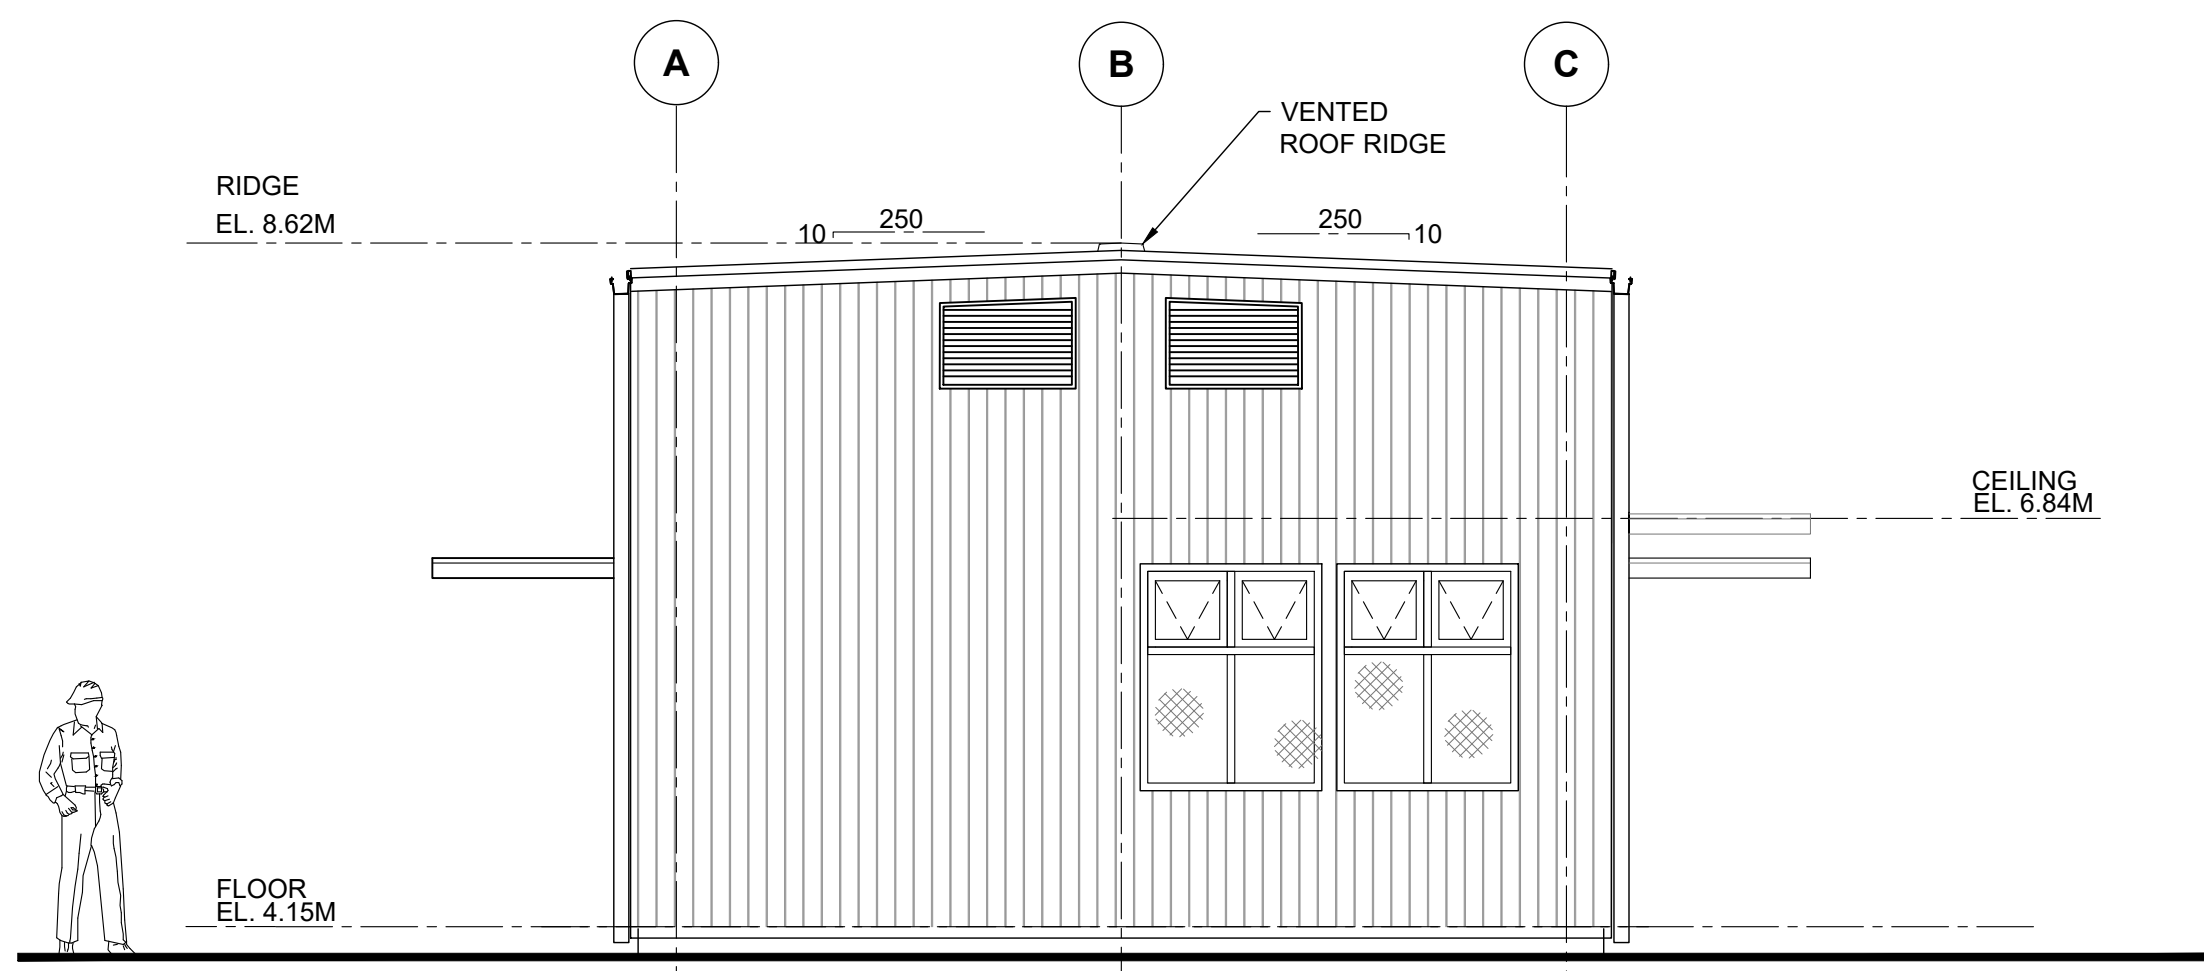 A
B
C
VENTED
ROOF RIDGE
RIDGE
EL. 8.62M
10
250
250
10
CEILING
EL. 6.84M
FLOOR
EL. 4.15M